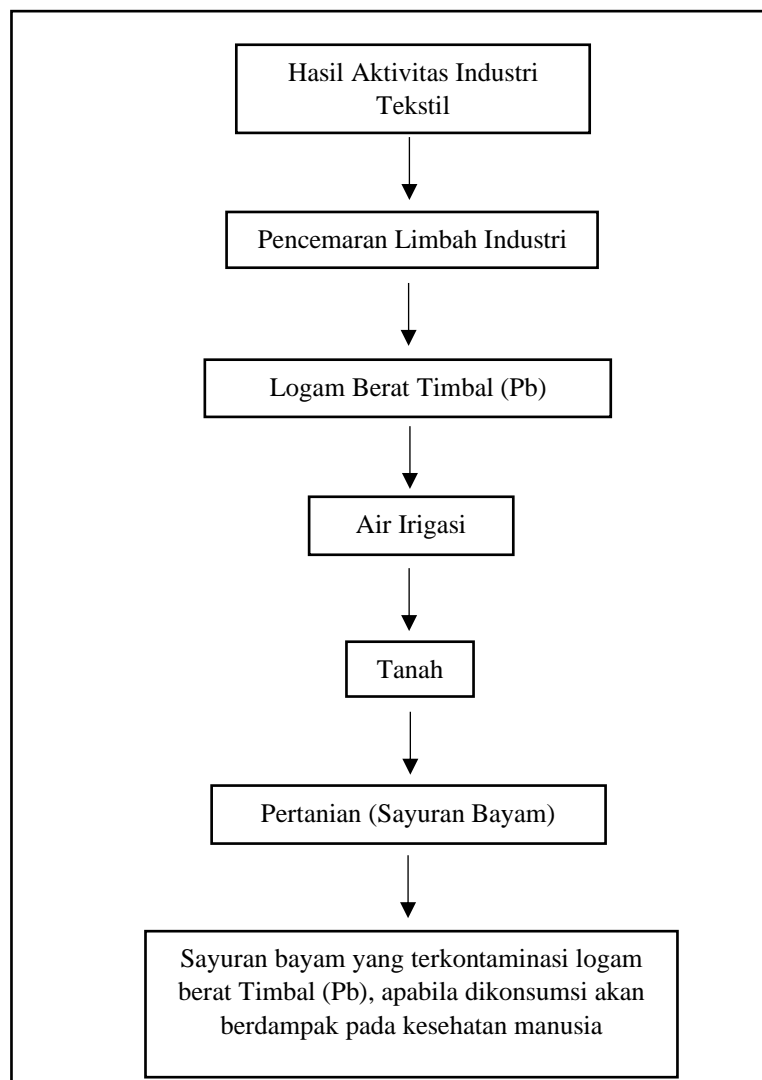 Hasil Aktivitas Industri
Tekstil
Pencemaran Limbah Industri
Logam Berat Timbal (Pb)
Air Irigasi
Tanah
Pertanian (Sayuran Bayam)
Sayuran bayam yang terkontaminasi logam
berat Timbal (Pb), apabila dikonsumsi akan
berdampak pada kesehatan manusia